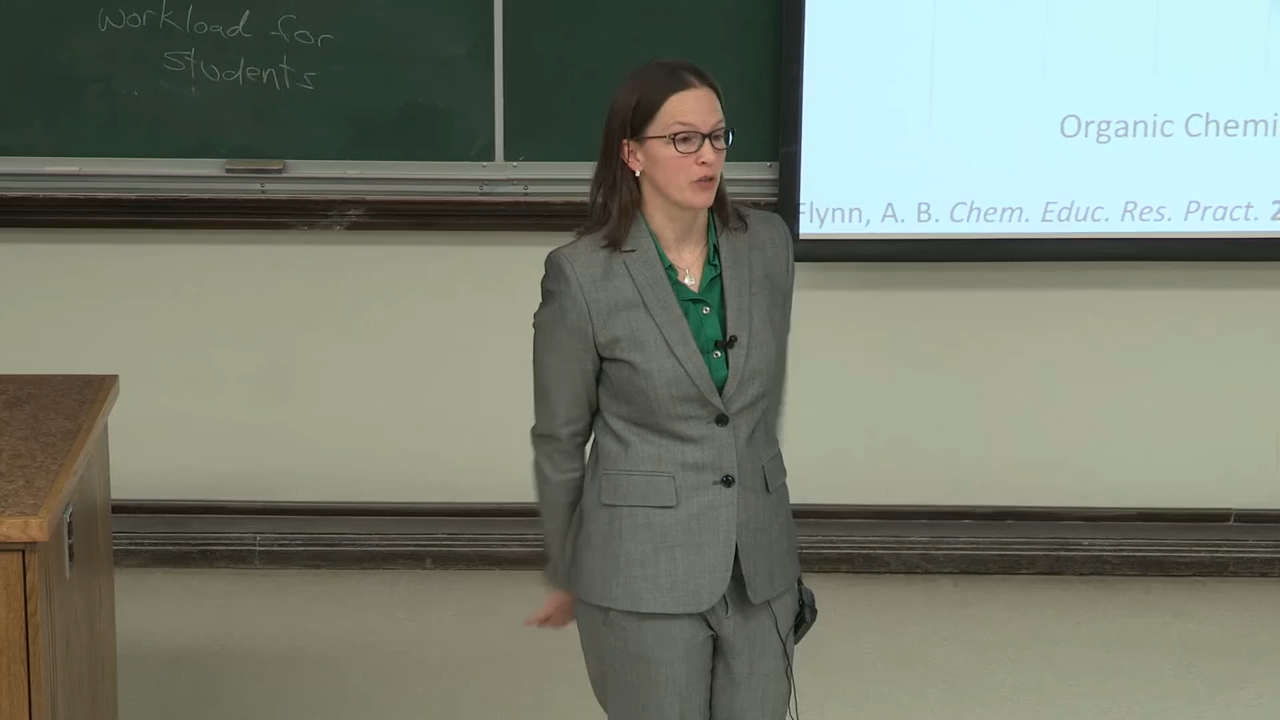 workload for
students
Organic Chemi
Flynn, A. B. Chem. Educ. Res. Pract. 2